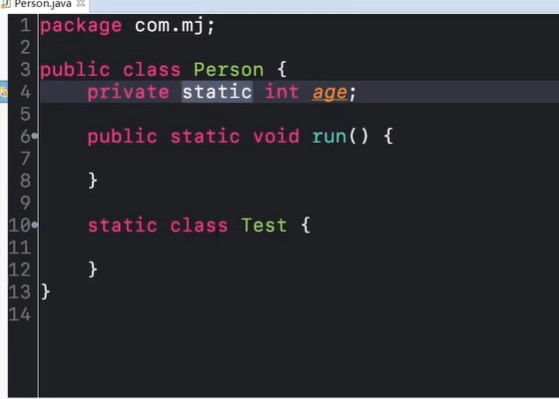 Person.java
1 package com.mj;
2
3 public class Person {
4     private static int age;
5
6     public static void run() {
7
8     }
9
10     static class Test {
11
12     }
13 }
14